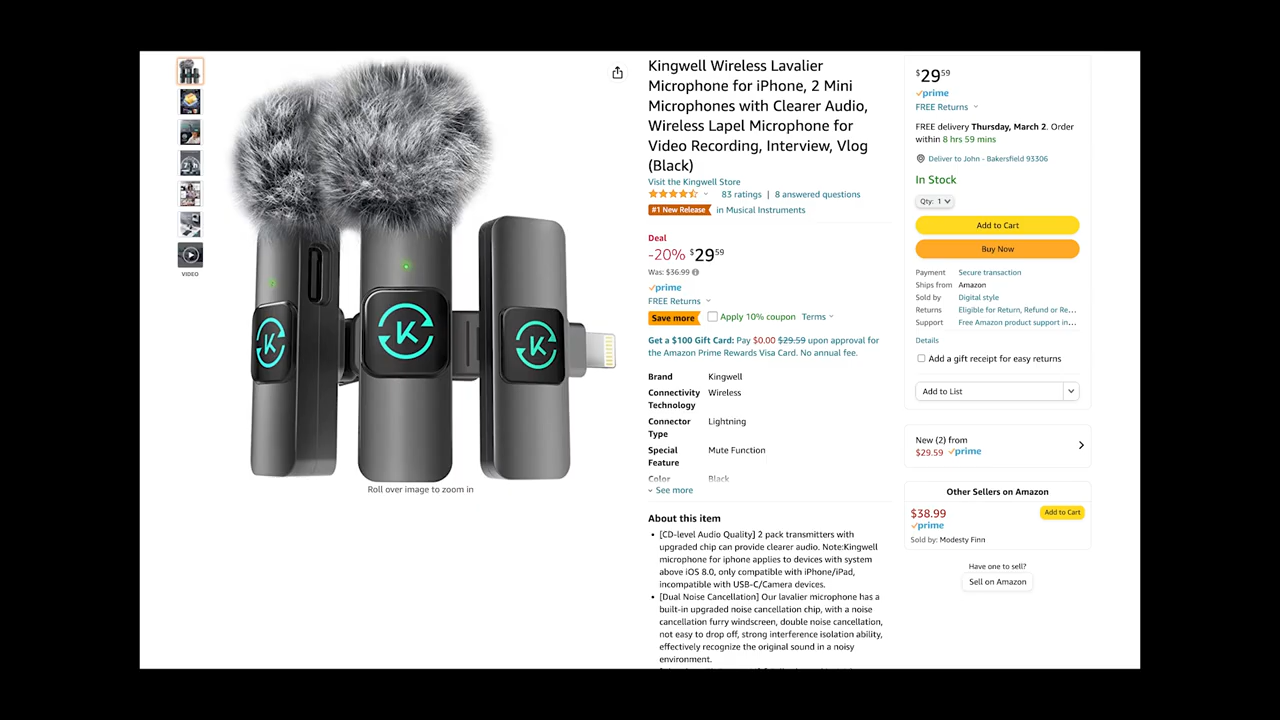 Kingwell Wireless Lavalier
Microphone for iPhone, 2 Mini
Microphones with Clearer Audio,
Wireless Lapel Microphone for
Video Recording, Interview, Vlog
(Black)
Visit the Kingwell Store
83 ratings | 8 answered questions
#1 New Release in Musical Instruments
Deal
-20% $29 59
Was: $36.99
prime
FREE Returns
Save more Apply 10% coupon Terms
Get a $100 Gift Card: Pay $0.00 $29.59 upon approval for
the Amazon Prime Rewards Visa Card. No annual fee.
Brand Kingwell
Connectivity Wireless
Technology
Connector Lightning
Type
Special Mute Function
Feature
Color Black
See more
About this item
[CD-level Audio Quality] 2 pack transmitters with
upgraded chip can provide clearer audio. Note:Kingwell
microphone for iphone applies to devices with system
above iOS 8.0, only compatible with iPhone/iPad,
incompatible with USB-C/Camera devices.
[Dual Noise Cancellation] Our lavalier microphone has a
built-in upgraded noise cancellation chip, with a noise
cancellation furry windscreen, double noise cancellation,
not easy to drop off, strong interference isolation ability,
effectively recognize the original sound in a noisy
environment.
K
K
K
VIDEO
Roll over image to zoom in
$29 59
prime
FREE Returns
FREE delivery Thursday, March 2. Order
within 8 hrs 59 mins
Deliver to John - Bakersfield 93306
In Stock
Qty: 1
Add to Cart
Buy Now
Payment Secure transaction
Ships from Amazon
Sold by Digital style
Returns Eligible for Return, Refund or Re...
Support Free Amazon product support in...
Details
Add a gift receipt for easy returns
Add to List
New (2) from
$29.59 prime
Other Sellers on Amazon
$38.99 Add to Cart
prime
Sold by: Modesty Finn
Have one to sell?
Sell on Amazon